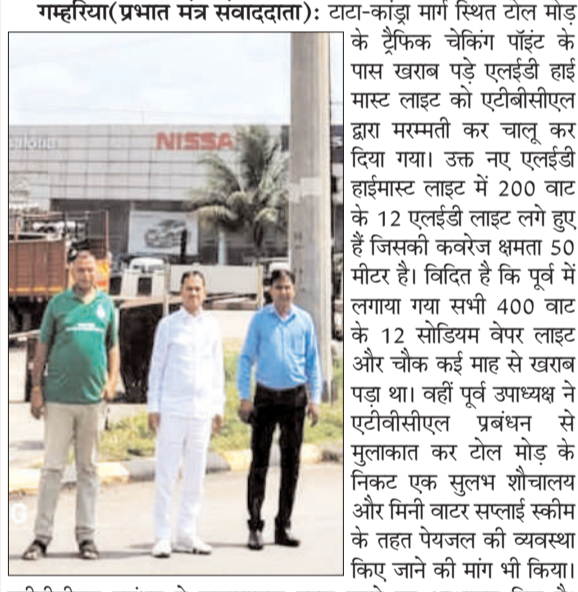 गम्हरिया(प्रभात मंत्र संवाददाता): टाटा-कांड्रा मार्ग स्थित टोल मोड़
के ट्रैफिक चेकिंग पॉइंट के
पास खराब पड़े एलईडी हाई
मास्ट लाइट को एटीबीसीएल
द्वारा मरम्मती कर चालू कर
दिया गया। उक्त नए एलईडी
हाईमास्ट लाइट में 200 वाट
के 12 एलईडी लाइट लगे हुए
हैं जिसकी कवरेज क्षमता 50
मीटर है। विदित है कि पूर्व में
लगाया गया सभी 400 वाट
के 12 सोडियम वेपर लाइट
और चौक कई माह से खराब
पड़ा था। वहीं पूर्व उपाध्यक्ष ने
एटीवीसीएल प्रबंधन से
मुलाकात कर टोल मोड़ के
निकट एक सुलभ शौचालय
और मिनी वाटर सप्लाई स्कीम
के तहत पेयजल की व्यवस्था
किए जाने की मांग भी किया।
NISSA
G